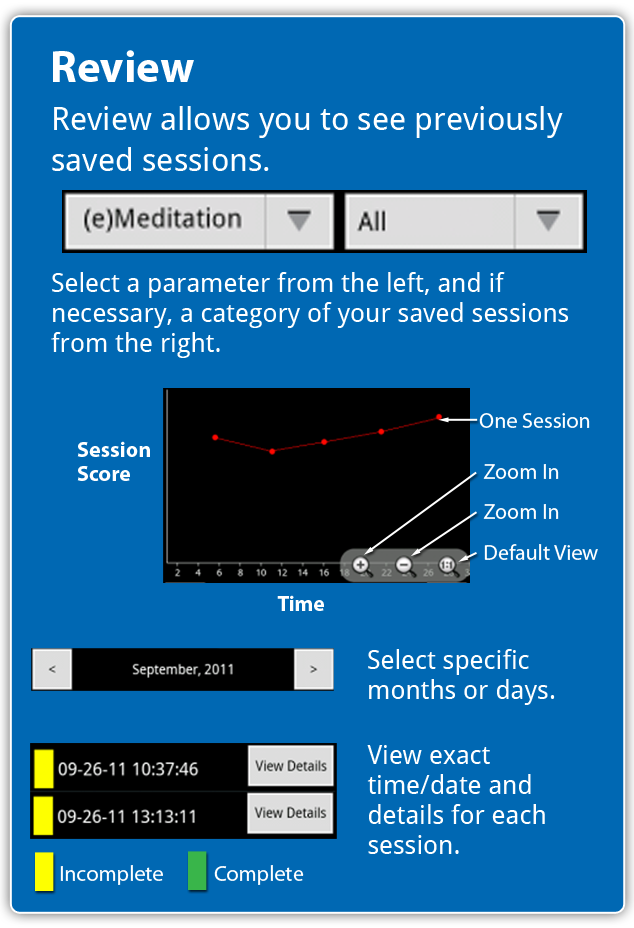 Review
Review allows you to see previously
saved sessions.
(e)Meditation
All
Select a parameter from the left, and if
necessary, a category of your saved sessions
from the right.
Session
Score
One Session
Zoom In
Zoom In
Default View
2 4 6 8 10 12 14 16 18 22 26
Time
< September, 2011 >
Select specific
months or days.
09-26-11 10:37:46 View Details
09-26-11 13:13:11 View Details
View exact
time/date and
details for each
session.
Incomplete
Complete